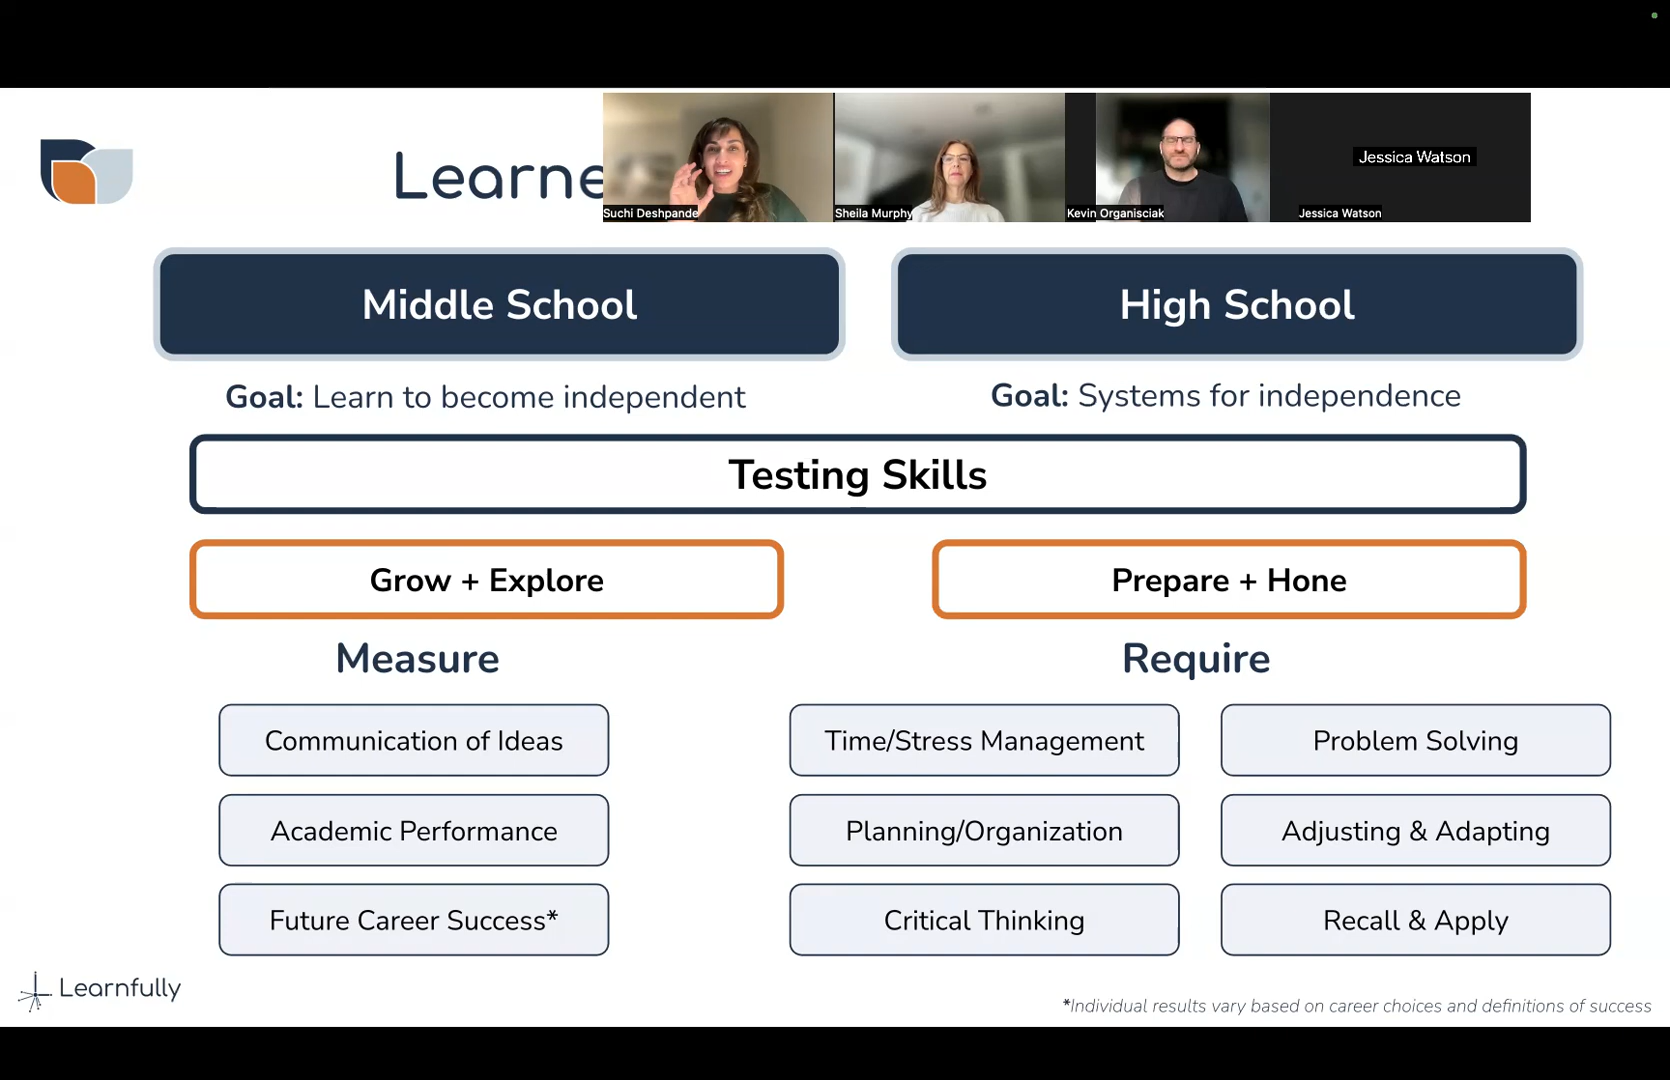 Learne
Suchi Deshpande
Sheila Murphy
Kevin Organisciak
Jessica Watson
Jessica Watson
Middle School
High School
Goal: Learn to become independent
Goal: Systems for independence
Testing Skills
Grow + Explore
Prepare + Hone
Measure
Require
Communication of Ideas
Time/Stress Management
Problem Solving
Academic Performance
Planning/Organization
Adjusting & Adapting
Future Career Success*
Critical Thinking
Recall & Apply
Learnfully
*Individual results vary based on career choices and definitions of success